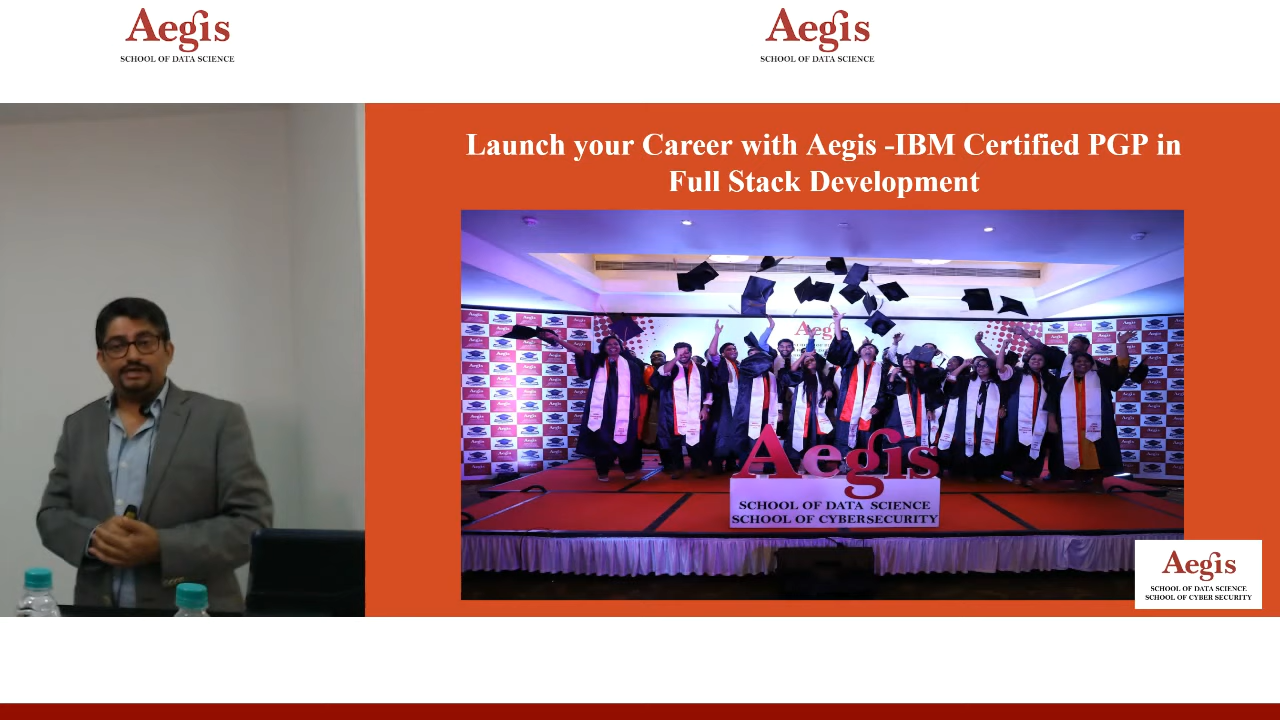 Aegis
SCHOOL OF DATA SCIENCE
Aegis
SCHOOL OF DATA SCIENCE
Launch your Career with Aegis -IBM Certified PGP in
Full Stack Development
Aegis
Aegis
SCHOOL OF DATA SCIENCE
SCHOOL OF CYBERSECURITY
Aegis
SCHOOL OF DATA SCIENCE
SCHOOL OF CYBER SECURITY